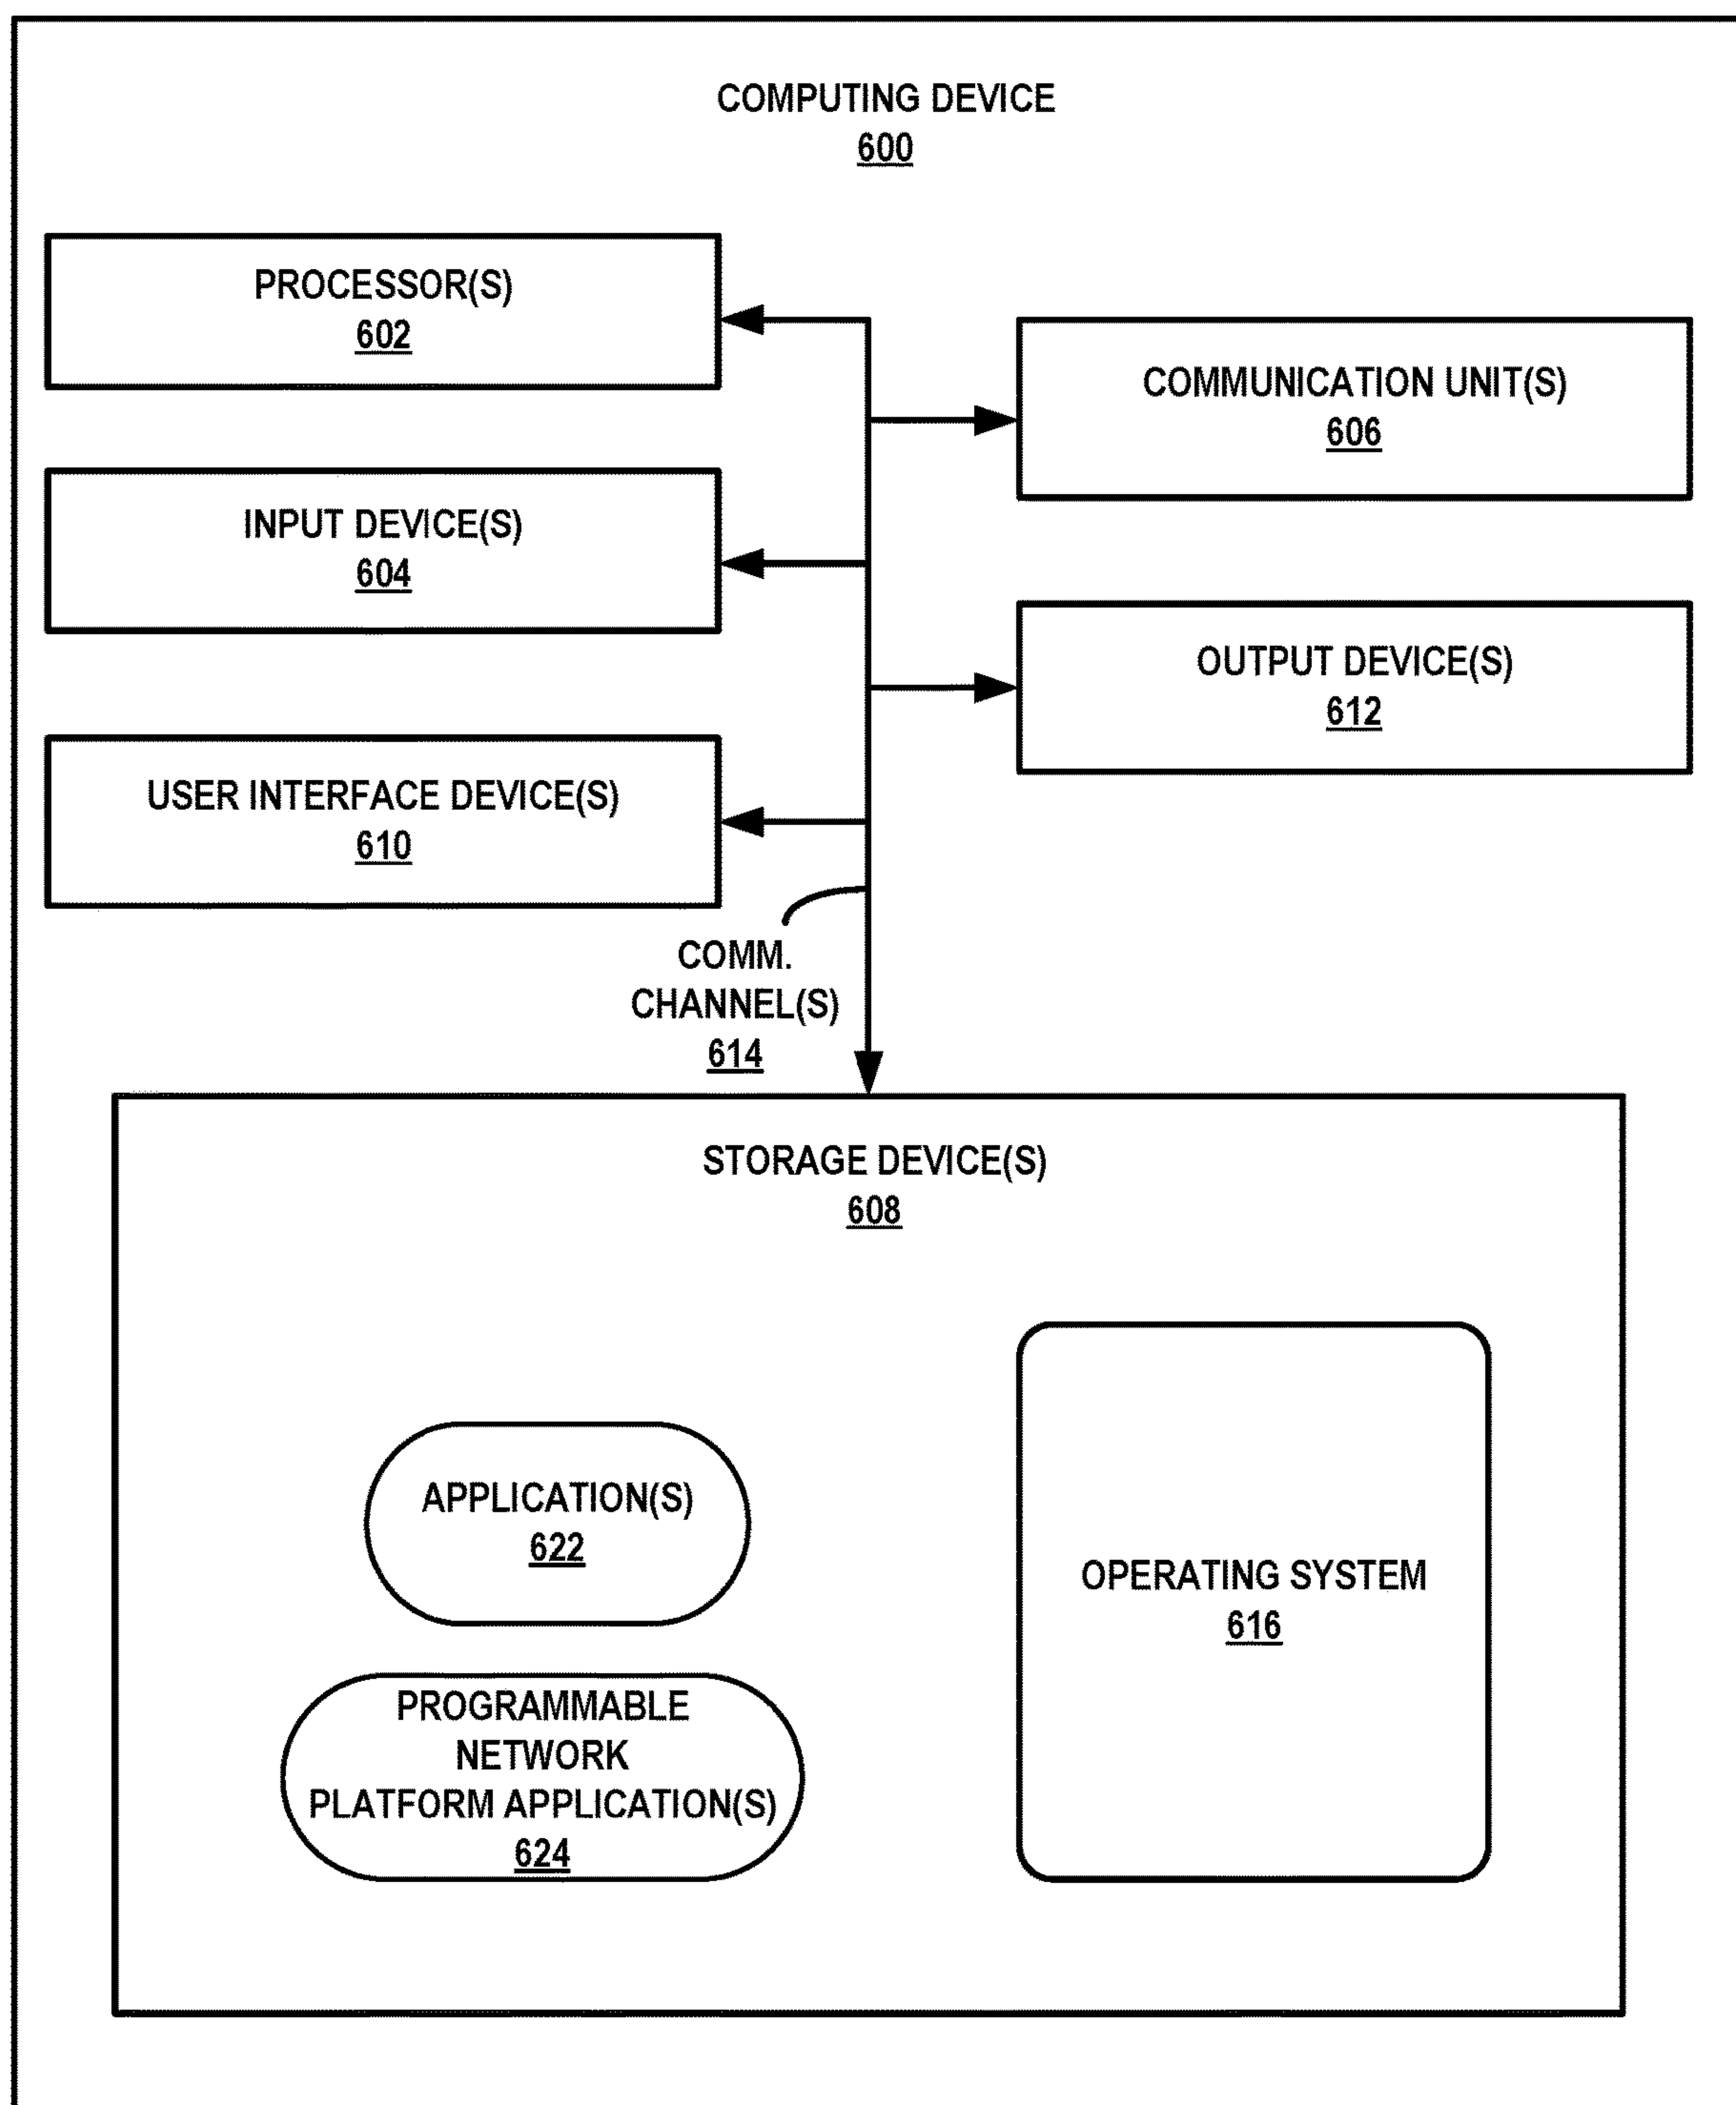 COMPUTING DEVICE
600
PROCESSOR(S)
602
COMMUNICATION UNIT(S)
606
INPUT DEVICE(S)
604
OUTPUT DEVICE(S)
612
USER INTERFACE DEVICE(S)
610
COMM.
CHANNEL(S)
614
STORAGE DEVICE(S)
608
APPLICATION(S)
622
OPERATING SYSTEM
616
PROGRAMMABLE
NETWORK
PLATFORM APPLICATION(S)
624